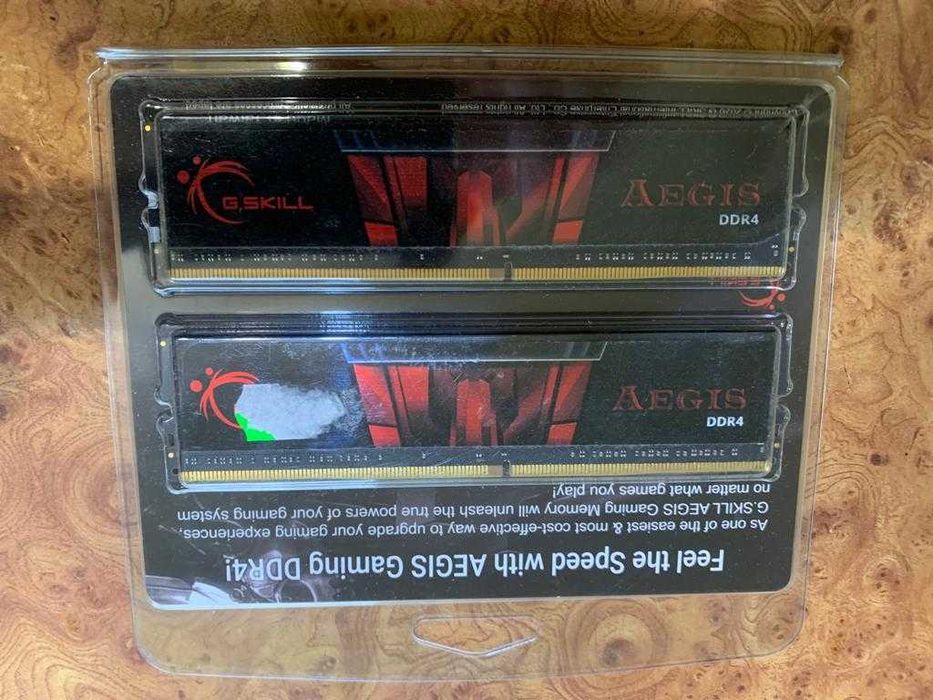 G.SKILL
AEGIS
DDR4
AEGIS
DDR4
Feel the Speed with AEGIS Gaming DDR4!
As one of the easiest & most cost-effective way to upgrade your gaming experiences,
G.SKILL AEGIS Gaming Memory will unleash the true powers of your gaming system
no matter what games you play!
G.SKILL